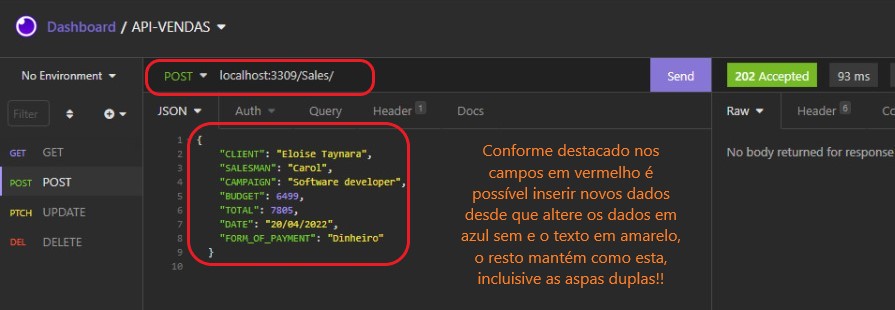 Dashboard / API-VENDAS
No Environment
POST localhost:3309/Sales/
Send
202 Accepted
93 ms
Filter
JSON Auth Query Header 1 Docs
Raw Header 6 Co
GET GET
POST POST
PTCH UPDATE
DEL DELETE
1 {
2 "CLIENT": "Eloise Taynara",
3 "SALESMAN": "Carol",
4 "CAMPAIGN": "Software developer",
5 "BUDGET": 6499,
6 "TOTAL": 7805,
7 "DATE": "20/04/2022",
8 "FORM_OF_PAYMENT": "Dinheiro"
9 }
10
Conforme destacado nos
campos em vermelho é
possível inserir novos dados
desde que altere os dados em
azul sem e o texto em amarelo,
o resto mantém como esta,
incluisive as aspas duplas!!
No body returned for response